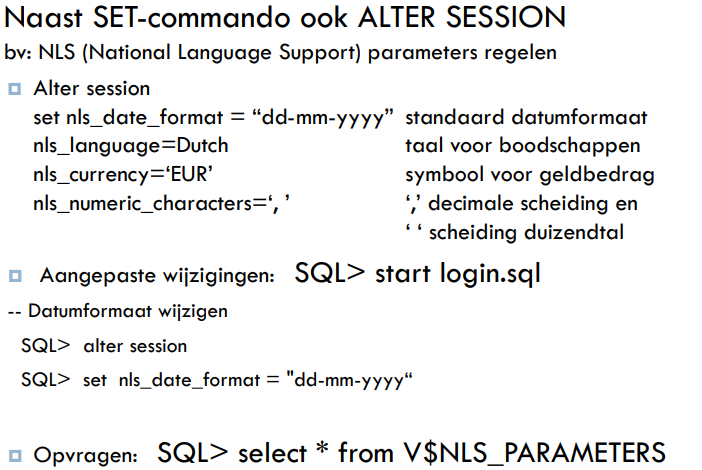 Naast SET-commando ook ALTER SESSION
bv: NLS (National Language Support) parameters regelen
Alter session
set nls_date_format = “dd-mm-yyyy” standaard datumformaat
nls_language=Dutch taal voor boodschappen
nls_currency=‘EUR’ symbool voor geldbedrag
nls_numeric_characters=‘, ’ ‘,’ decimale scheiding en
‘ ‘ scheiding duizendtal
Aangepaste wijzigingen: SQL> start login.sql
-- Datumformaat wijzigen
SQL> alter session
SQL> set nls_date_format = "dd-mm-yyyy“
Opvragen: SQL> select * from V$NLS_PARAMETERS